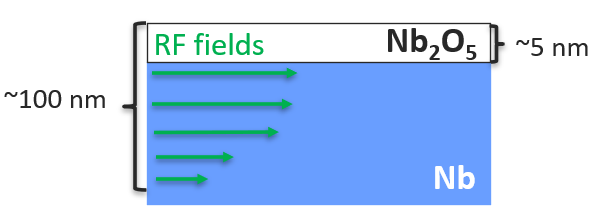 RF fields
Nb₂O₅
~5 nm
~100 nm
Nb